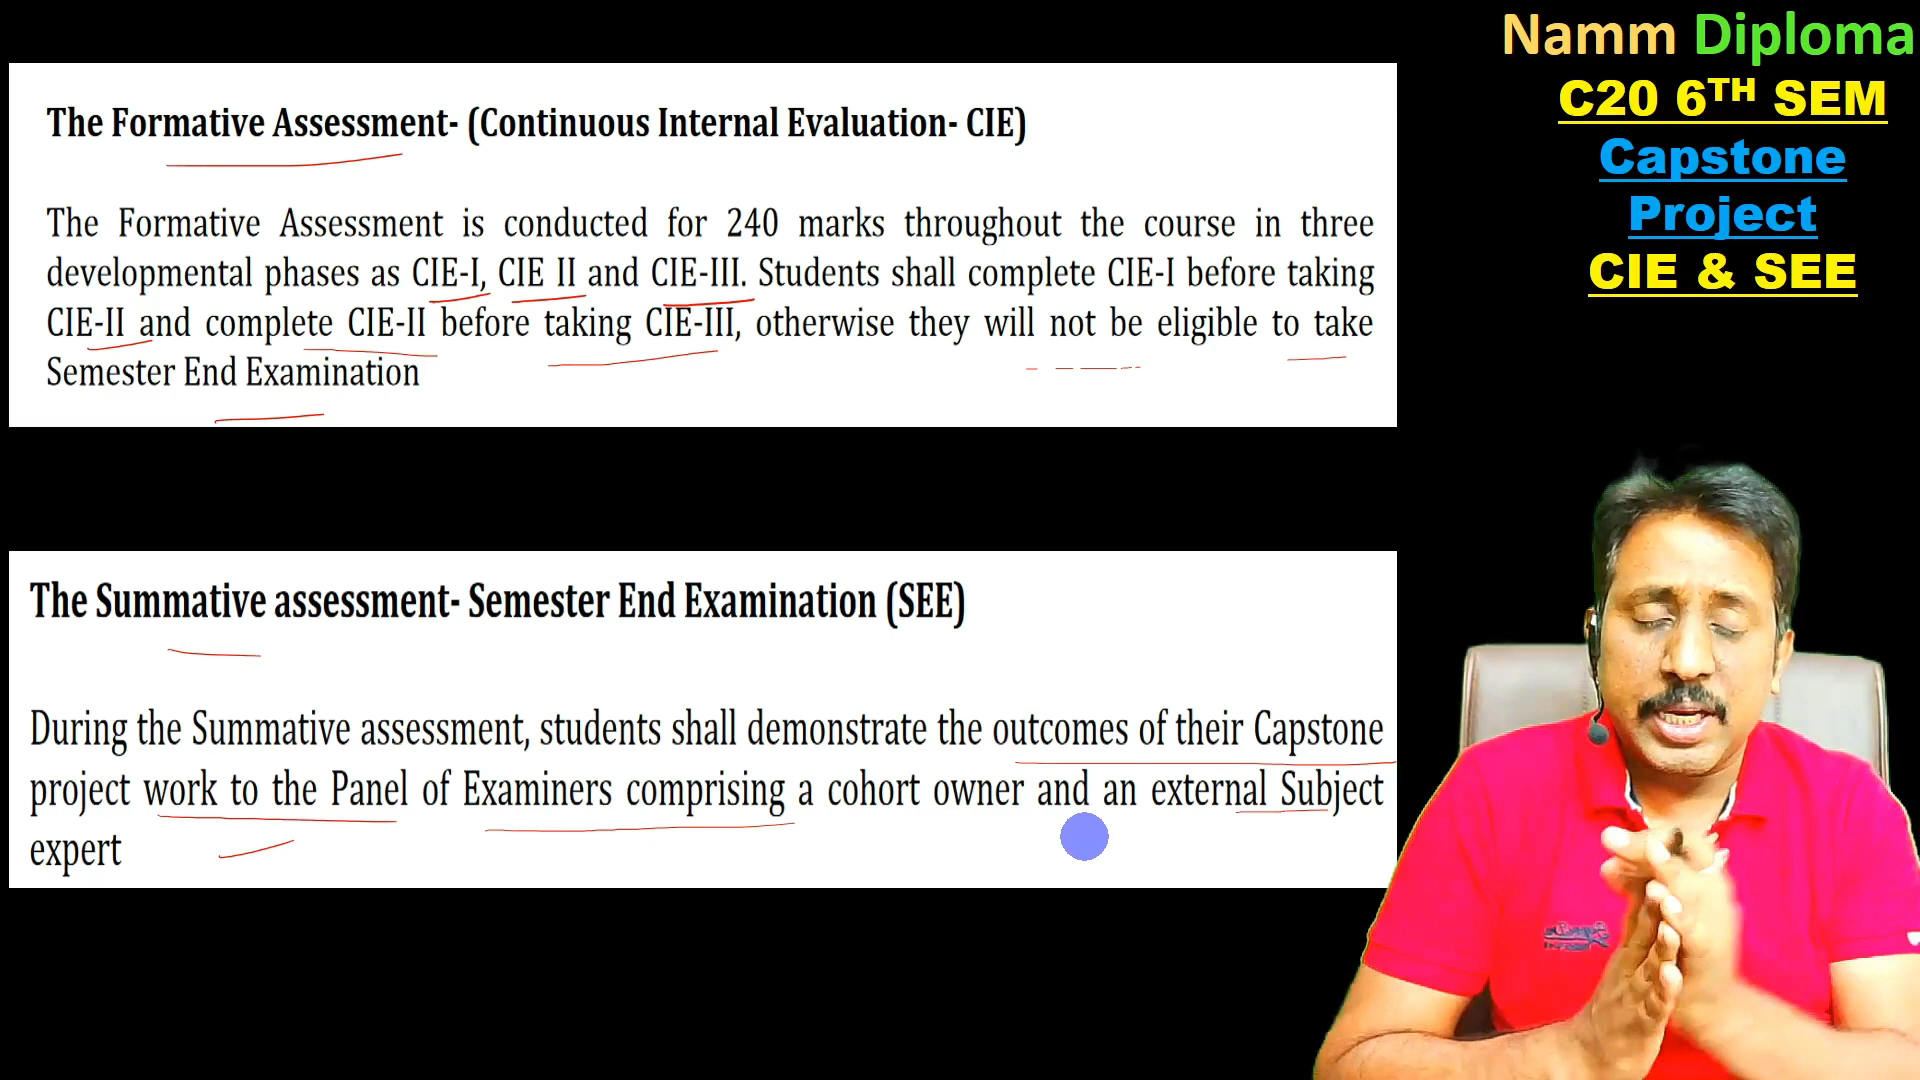 Namm Diploma
C20 6TH SEM
Capstone
Project
CIE & SEE
The Formative Assessment- (Continuous Internal Evaluation- CIE)
The Formative Assessment is conducted for 240 marks throughout the course in three
developmental phases as CIE-I, CIE II and CIE-III. Students shall complete CIE-I before taking
CIE-II and complete CIE-II before taking CIE-III, otherwise they will not be eligible to take
Semester End Examination
The Summative assessment- Semester End Examination (SEE)
During the Summative assessment, students shall demonstrate the outcomes of their Capstone
project work to the Panel of Examiners comprising a cohort owner and an external Subject
expert